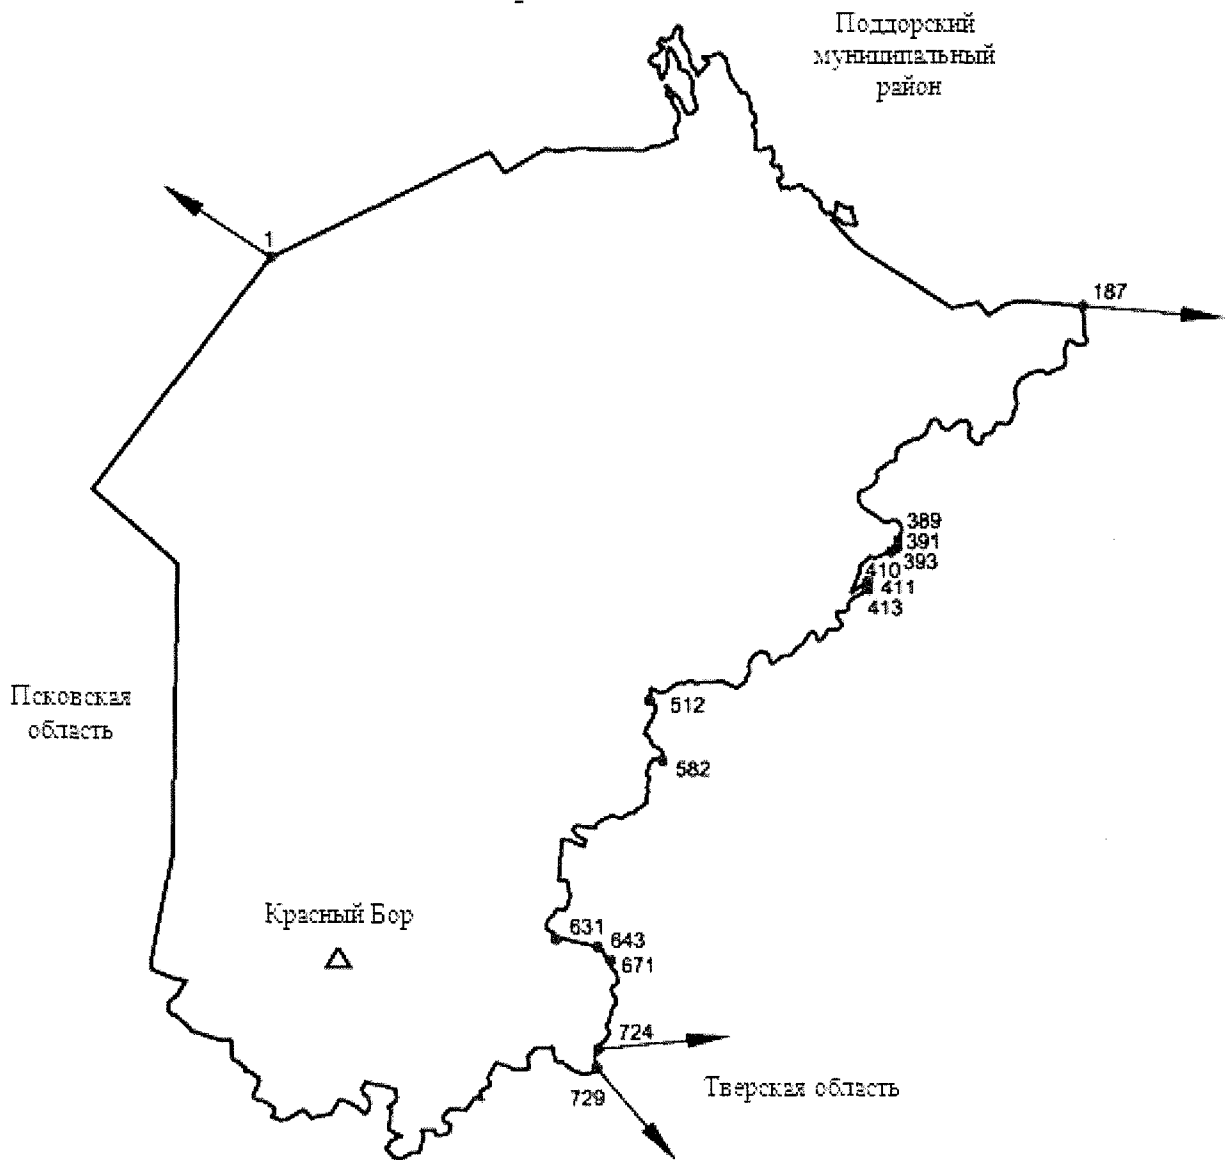 Поддорский
муниципальный
район
1
187
389
391
393
410
411
413
Псковская
область
512
582
Красный Бор
631
643
671
724
Тверская область
729